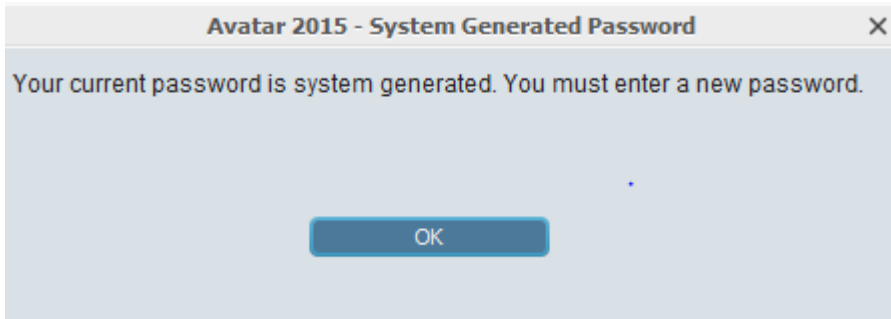 Avatar 2015 - System Generated Password
Your current password is system generated. You must enter a new password.
OK